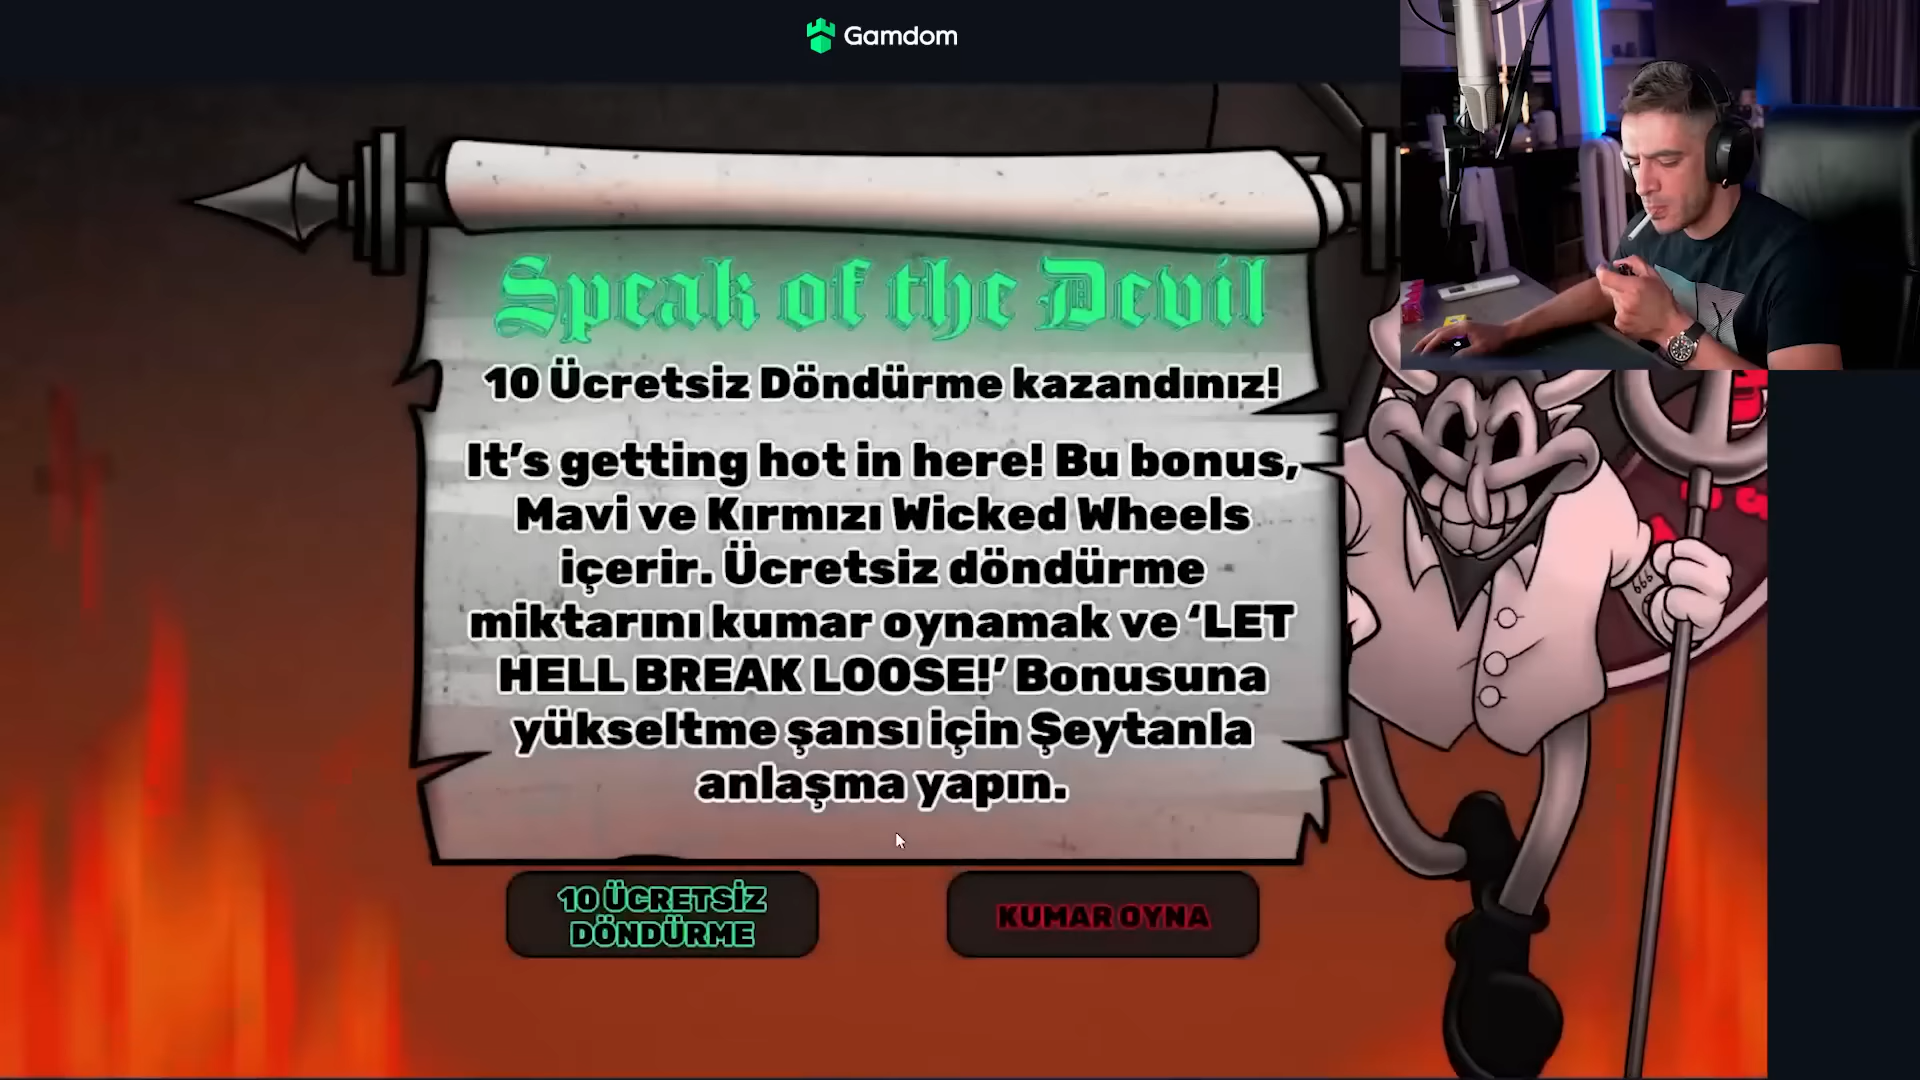 Gamdom
Speak of the Devil
10 Ücretsiz Döndürme kazandınız!
It's getting hot in here! Bu bonus,
Mavi ve Kırmızı Wicked Wheels
içerir. Ücretsiz döndürme
miktarını kumar oynamak ve ‘LET
HELL BREAK LOOSE!’ Bonusuna
yükseltme şansı için Şeytanla
anlaşma yapın.
666
10 ÜCRETSİZ
DÖNDÜRME
KUMAR OYNA